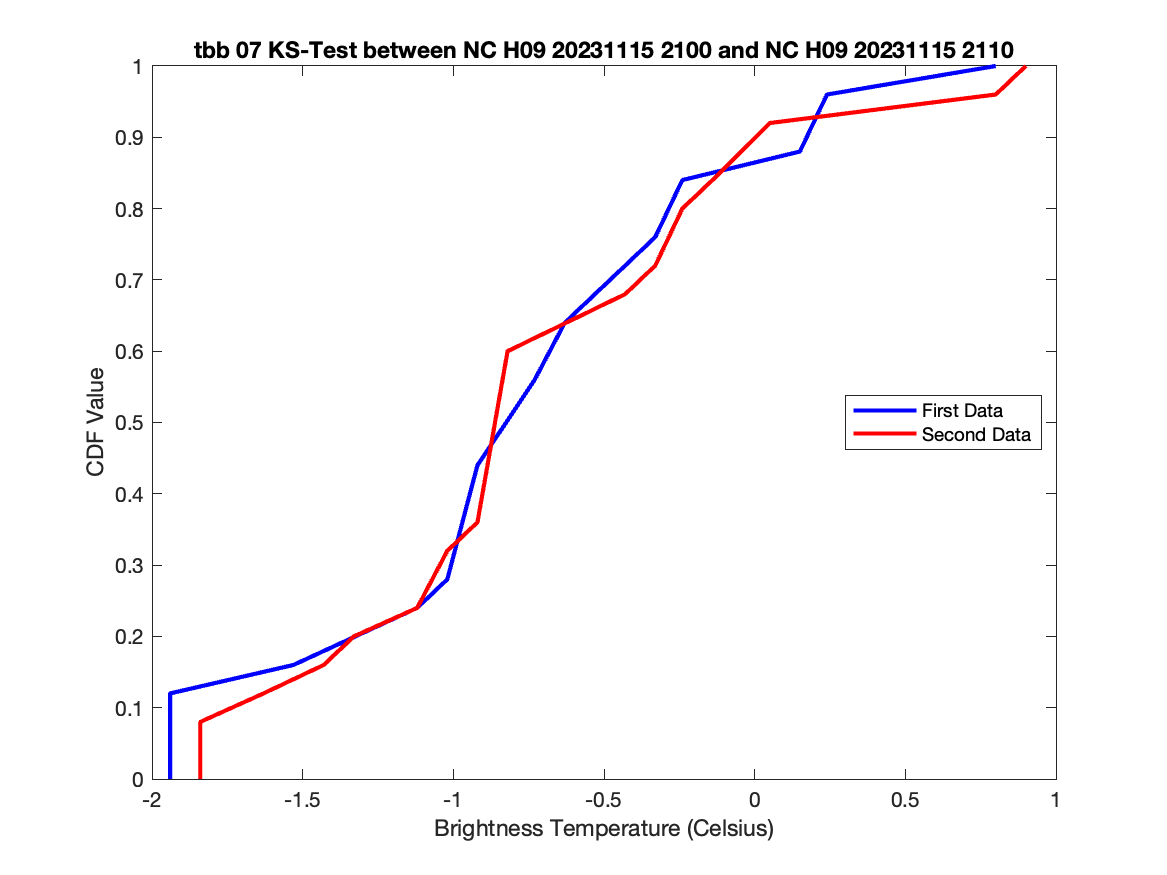 tbb 07 KS-Test between NC H09 20231115 2100 and NC H09 20231115 2110
1
0.9
0.8
0.7
0.6
0.5
0.4
0.3
0.2
0.1
0
CDF Value
First Data
Second Data
-2 -1.5 -1 -0.5 0 0.5 1
Brightness Temperature (Celsius)